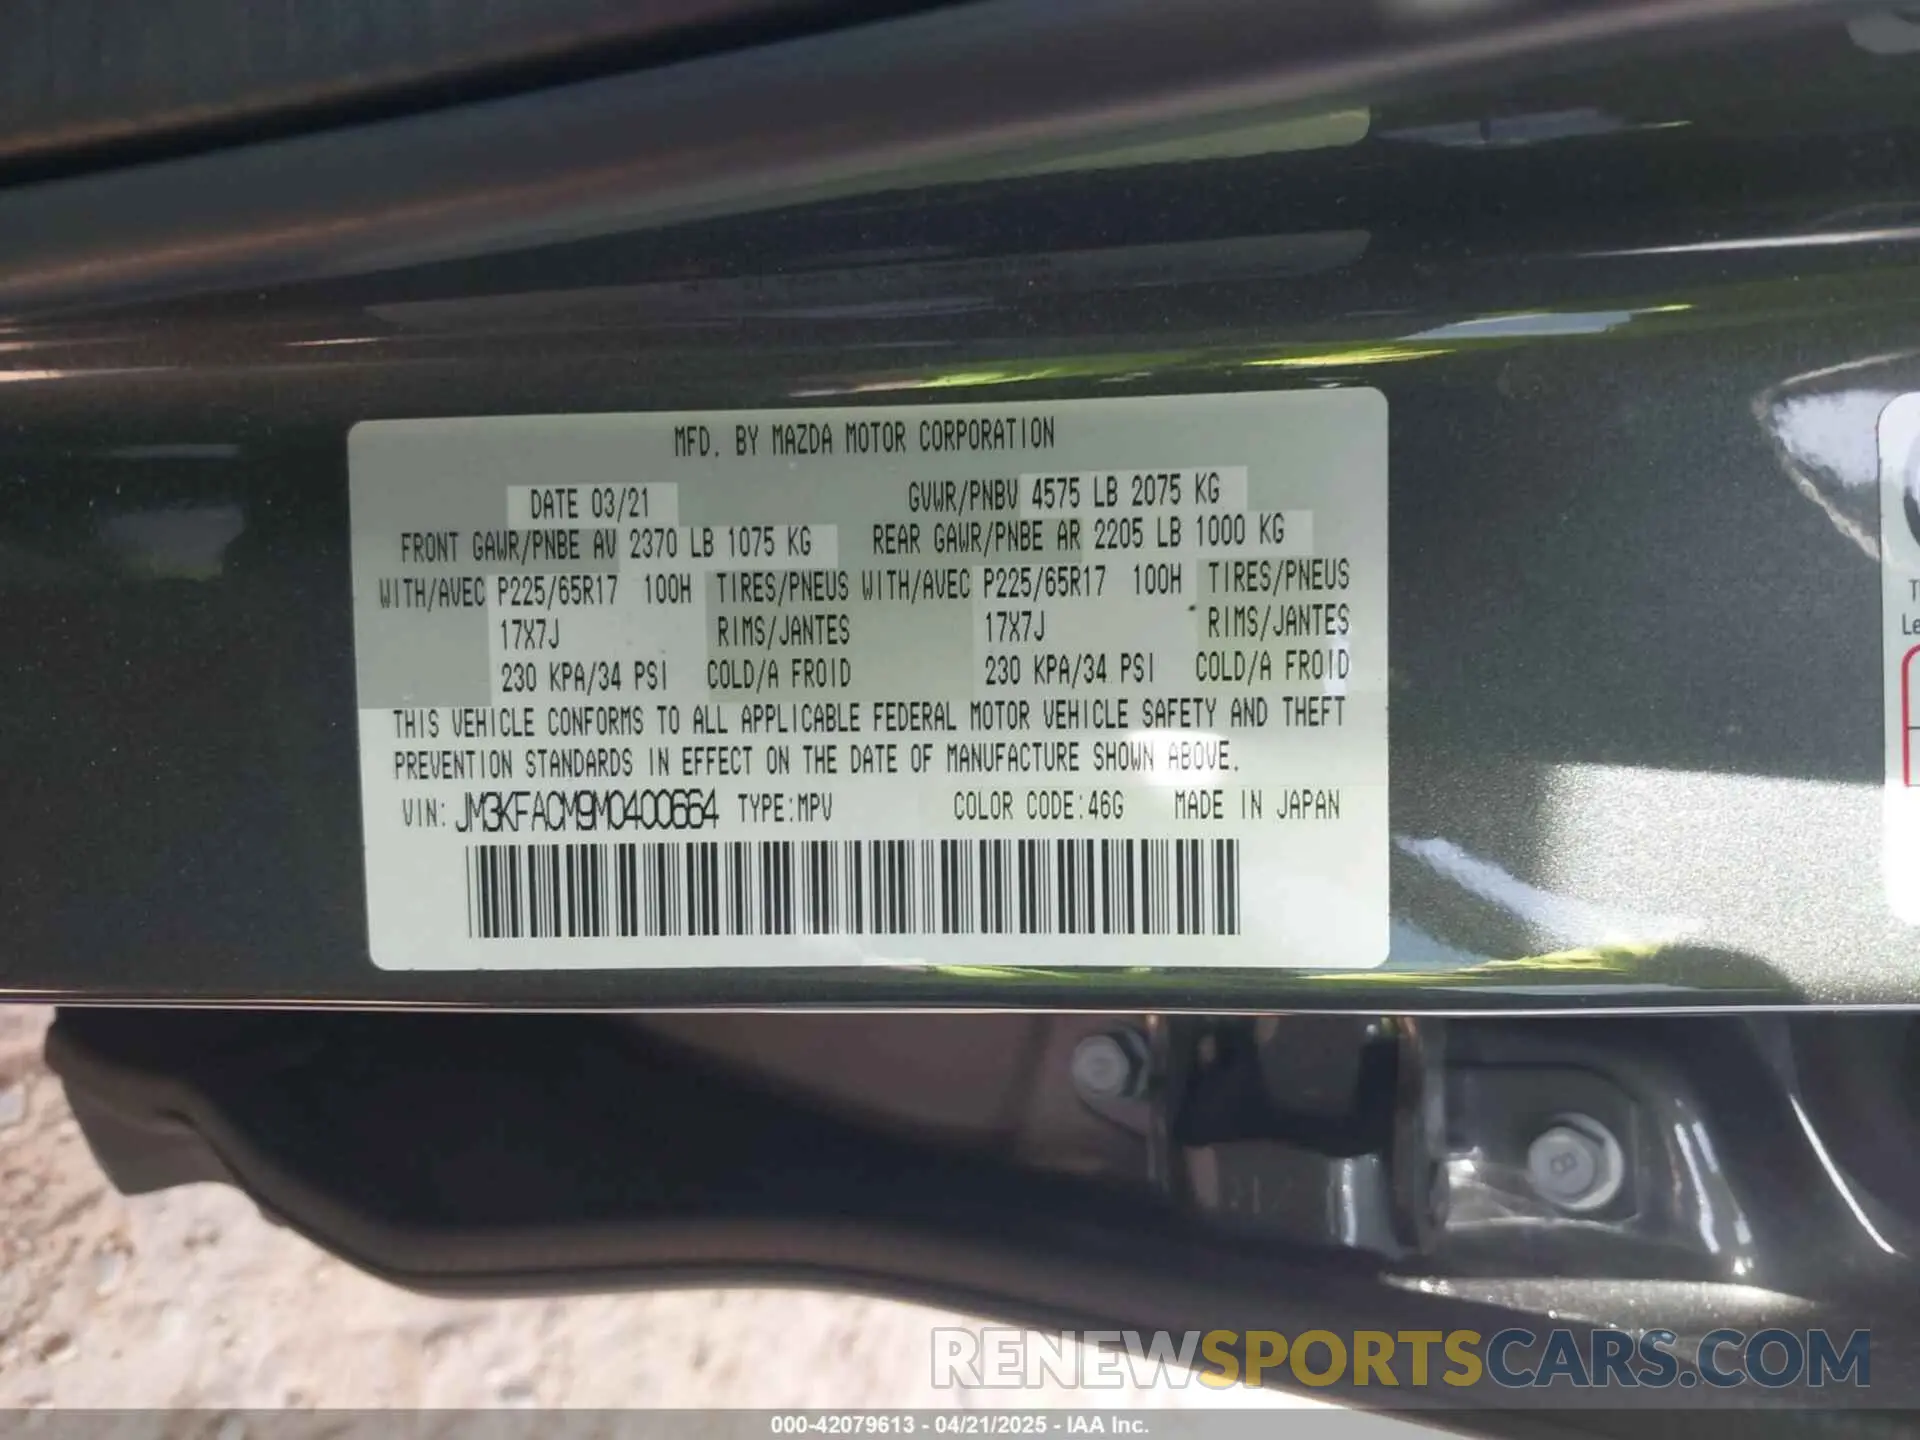 MFD. BY MAZDA MOTOR CORPORATION
DATE 03/21 GVWR/PNBV 4575 LB 2075 KG
FRONT GAWR/PNBE AV 2370 LB 1075 KG REAR GAWR/PNBE AR 2205 LB 1000 KG
WITH/AVEC P225/65R17 100H TIRES/PNEUS WITH/AVEC P225/65R17 100H TIRES/PNEUS
17X7J RIMS/JANTES 17X7J RIMS/JANTES
230 KPA/34 PSI COLD/A FROID 230 KPA/34 PSI COLD/A FROID
THIS VEHICLE CONFORMS TO ALL APPLICABLE FEDERAL MOTOR VEHICLE SAFETY AND THEFT
PREVENTION STANDARDS IN EFFECT ON THE DATE OF MANUFACTURE SHOWN ABOVE.
VIN: JM3KFACM9M0400664 TYPE:MPV COLOR CODE:46G MADE IN JAPAN
T
Le
8
RENEWSPORTSCARS.COM
000-42079613 - 04/21/2025 - IAA Inc.